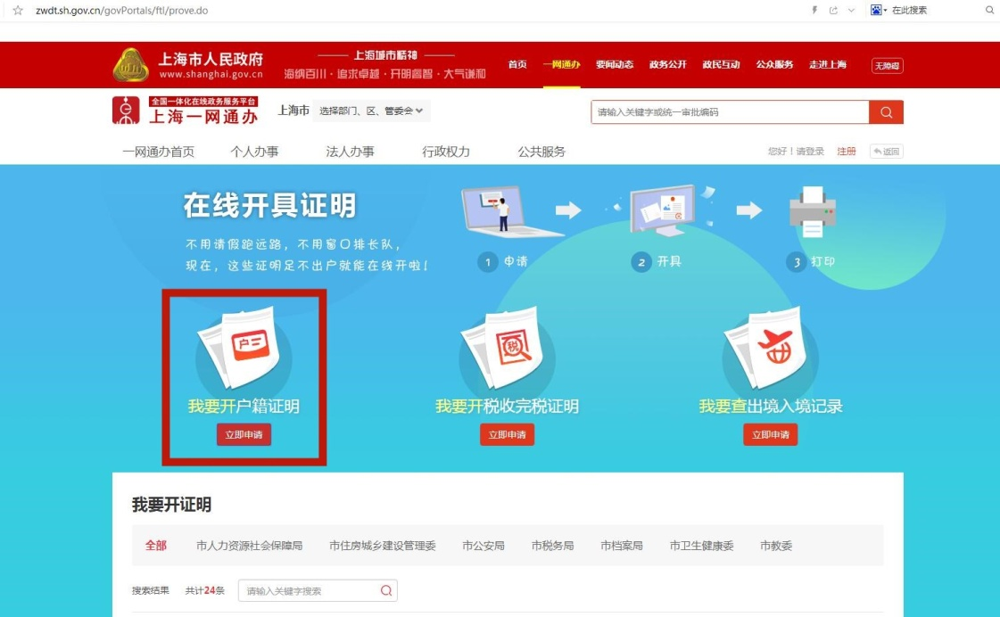 zwdt.sh.gov.cn/govPortals/ftl/prove.do
在此搜索
上海市人民政府
www.shanghai.gov.cn
上海城市精神
海纳百川·追求卓越·开明睿智·大气谦和
首页 一网通办 要闻动态 政务公开 政民互动 公众服务 走进上海 无障碍
全国一体化在线政务服务平台
上海一网通办
上海市 选择部门、区、管委会
请输入关键字或统一审批编码
一网通办首页 个人办事 法人办事 行政权力 公共服务
您好！请登录 注册 返回
在线开具证明
不用请假跑远路，不用窗口排长队，
现在，这些证明足不出户就能在线开啦！
1 申请 2 开具 3 打印
户
税
我要开户籍证明 我要开税收完税证明 我要查出境入境记录
立即申请 立即申请 立即申请
我要开证明
全部 市人力资源社会保障局 市住房城乡建设管理委 市公安局 市税务局 市档案局 市卫生健康委 市教委
搜索结果 共计24条 请输入关键字搜索